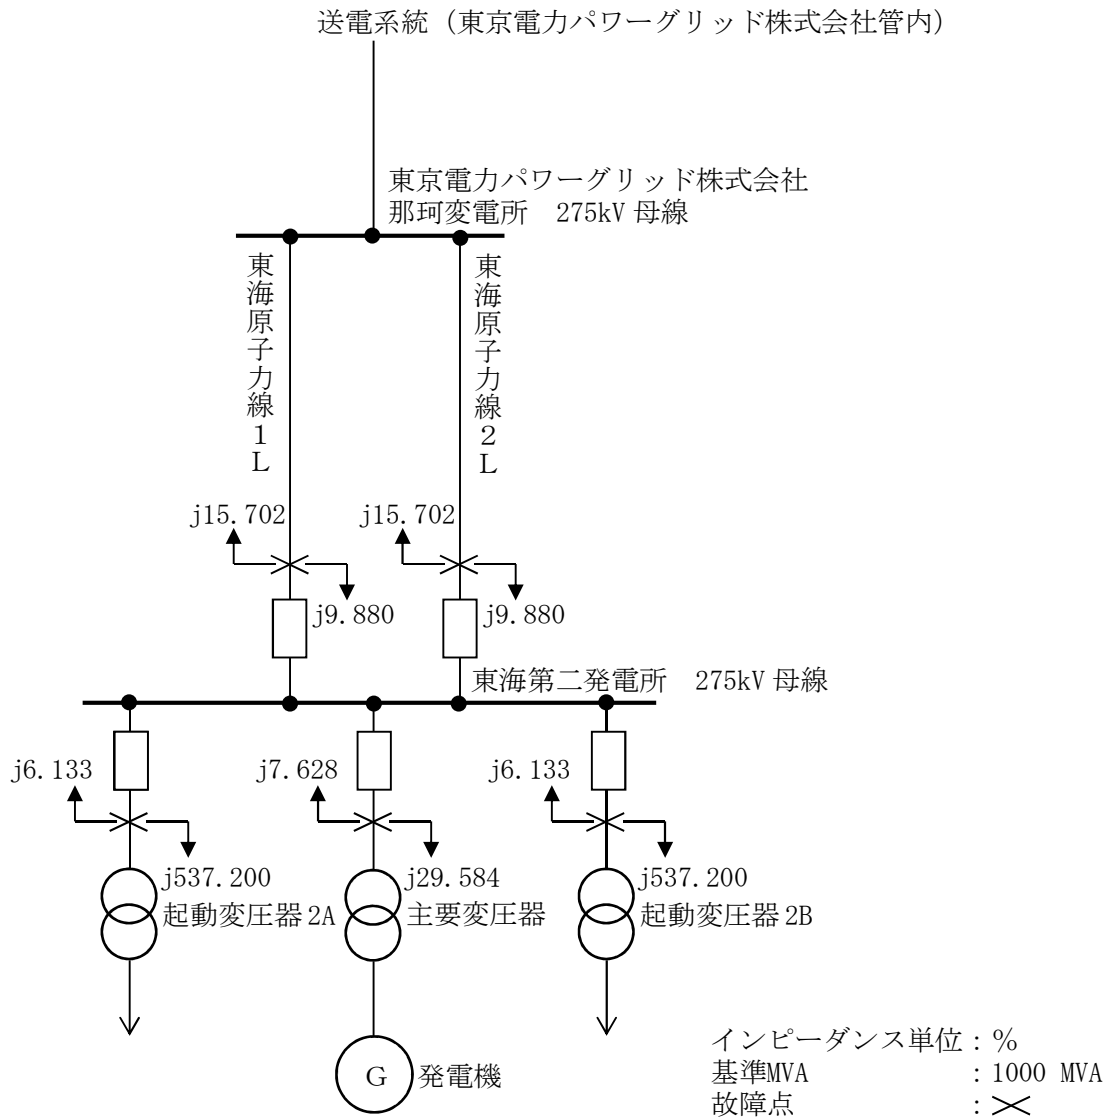 送電系統（東京電力パワーグリッド株式会社管内）
東京電力パワーグリッド株式会社
那珂変電所　275kV 母線
東海原子力線１L
東海原子力線２L
j15.702
j15.702
j9.880
j9.880
東海第二発電所　275kV 母線
j6.133
j7.628
j6.133
j537.200
j29.584
j537.200
起動変圧器 2A
主要変圧器
起動変圧器 2B
G
発電機
インピーダンス単位：％
基準MVA：1000 MVA
故障点：